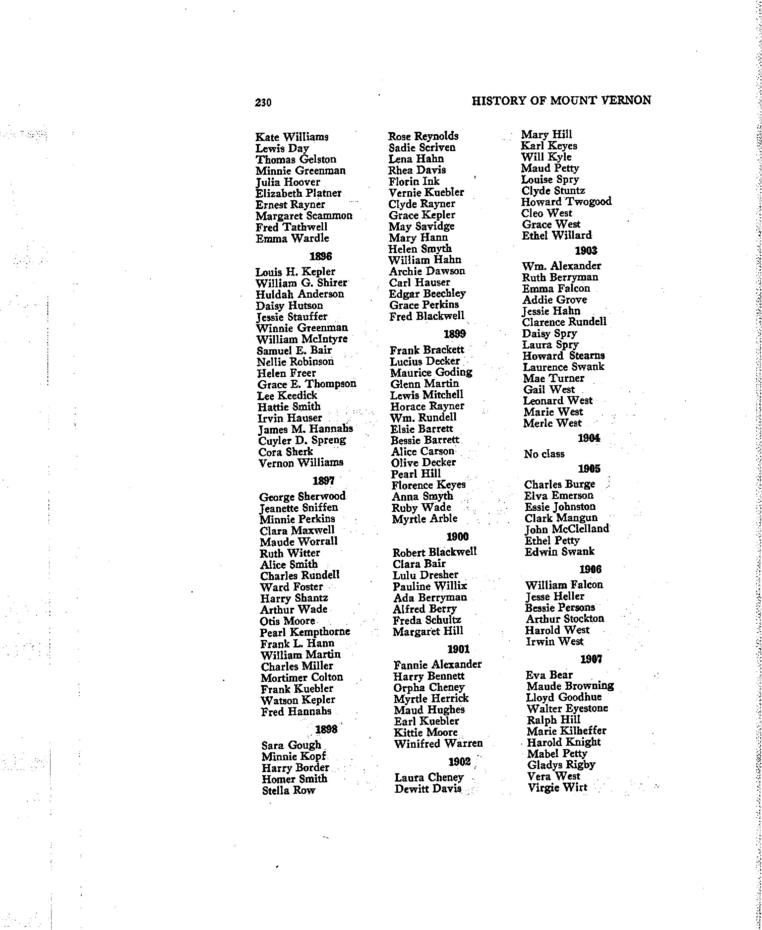 230
HISTORY OF MOUNT VERNON
Kate Williams
Lewis Day
Thomas Gelston
Minnie Greenman
Julia Hoover
Elizabeth Platner
Ernest Rayner
Margaret Scammon
Fred Tathwell
Emma Wardle
1896
Louis H. Kepler
William G. Shirer
Huldah Anderson
Daisy Hutson
Jessie Stauffer
Winnie Greenman
William McIntyre
Samuel E. Bair
Nellie Robinson
Helen Freer
Grace E. Thompson
Lee Keedick
Hattie Smith
Irvin Hauser
James M. Hannahs
Cuyler D. Spreng
Cora Sherk
Vernon Williams
1897
George Sherwood
Jeanette Sniffen
Minnie Perkins
Clara Maxwell
Maude Worrall
Ruth Witter
Alice Smith
Charles Rundell
Ward Foster
Harry Shantz
Arthur Wade
Otis Moore
Pearl Kempthorne
Frank L. Hann
William Martin
Charles Miller
Mortimer Colton
Frank Kuebler
Watson Kepler
Fred Hannahs
1898
Sara Gough
Minnie Kopf
Harry Border
Homer Smith
Stella Row
Rose Reynolds
Sadie Scriven
Lena Hahn
Rhea Davis
Florin Ink
Vernie Kuebler
Clyde Rayner
Grace Kepler
May Savidge
Mary Hann
Helen Smyth
William Hahn
Archie Dawson
Carl Hauser
Edgar Beechley
Grace Perkins
Fred Blackwell
1899
Frank Brackett
Lucius Decker
Maurice Goding
Glenn Martin
Lewis Mitchell
Horace Rayner
Wm. Rundell
Elsie Barrett
Bessie Barrett
Alice Carson
Olive Decker
Pearl Hill
Florence Keyes
Anna Smyth
Ruby Wade
Myrtle Arble
1900
Robert Blackwell
Clara Bair
Lulu Dresher
Pauline Willix
Ada Berryman
Alfred Berry
Freda Schultz
Margaret Hill
1901
Fannie Alexander
Harry Bennett
Orpha Cheney
Myrtle Herrick
Maud Hughes
Earl Kuebler
Kittie Moore
Winifred Warren
1902
Laura Cheney
Dewitt Davis
Mary Hill
Karl Keyes
Will Kyle
Maud Petty
Louise Spry
Clyde Stuntz
Howard Twogood
Cleo West
Grace West
Ethel Willard
1903
Wm. Alexander
Ruth Berryman
Emma Falcon
Addie Grove
Jessie Hahn
Clarence Rundell
Daisy Spry
Laura Spry
Howard Stearns
Laurence Swank
Mae Turner
Gail West
Leonard West
Marie West
Merle West
1904
No class
1905
Charles Burge
Elva Emerson
Essie Johnston
Clark Mangun
John McClelland
Ethel Petty
Edwin Swank
1906
William Falcon
Jesse Heller
Bessie Persons
Arthur Stockton
Harold West
Irwin West
1907
Eva Bear
Maude Browning
Lloyd Goodhue
Walter Eyestone
Ralph Hill
Marie Kilheffer
Harold Knight
Mabel Petty
Gladys Rigby
Vera West
Virgie Wirt